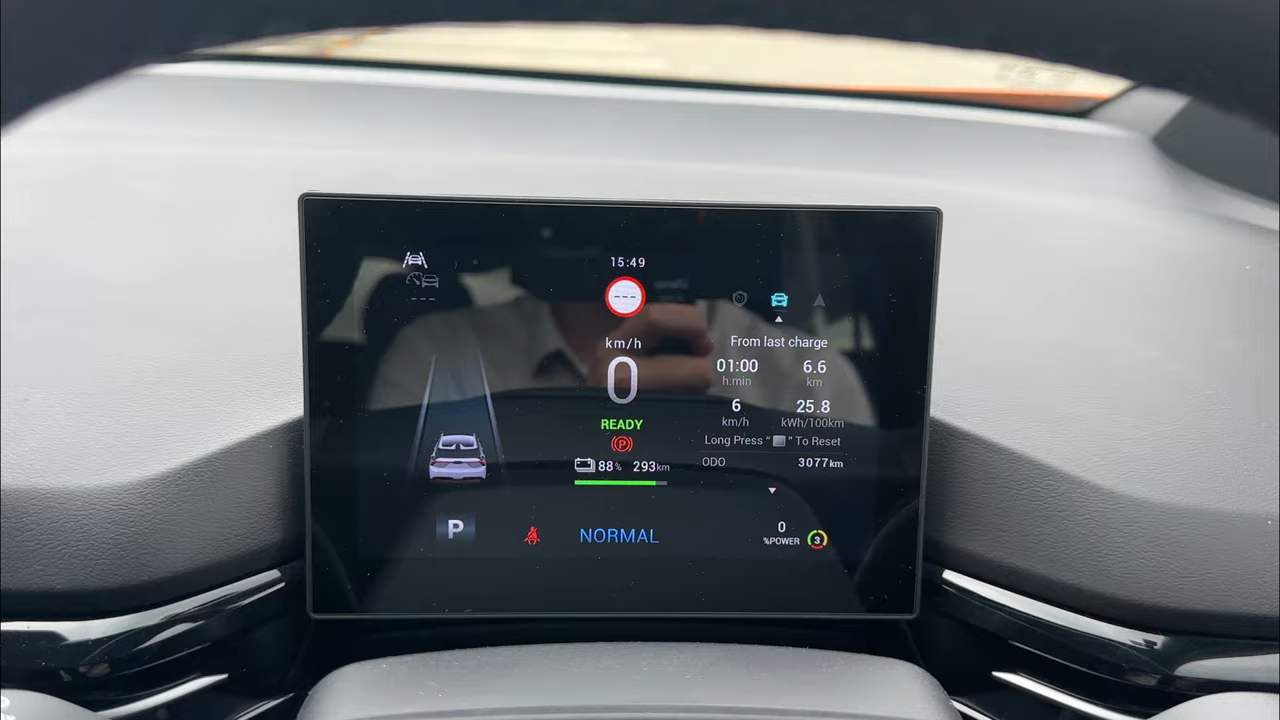 15:49
---
---
km/h
0
READY
P
88% 293km
From last charge
01:00 6.6
h:min km
6 25.8
km/h kWh/100km
Long Press " " To Reset
ODO 3077km
P
NORMAL
0
%POWER 3